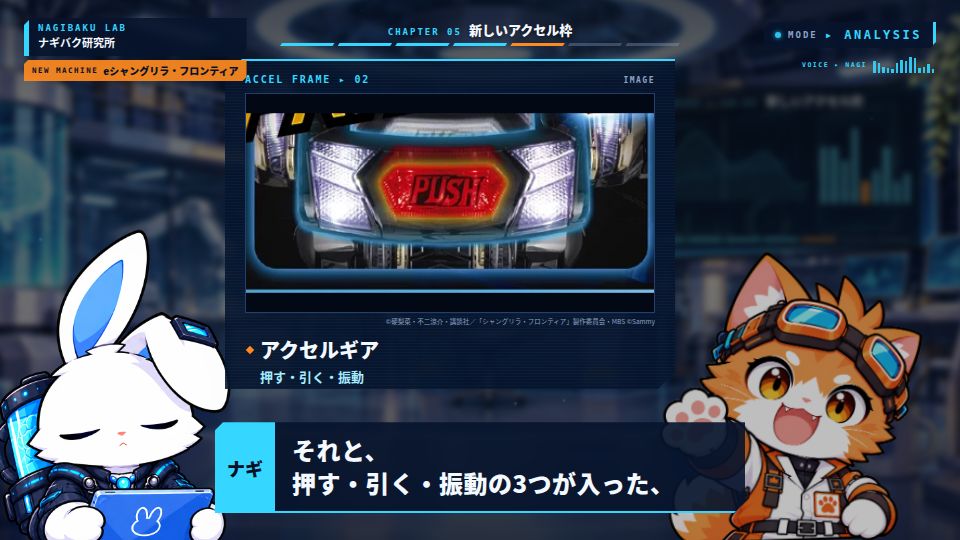 NAGIBAKU LAB
ナギバク研究所
NEW MACHINE eシャングリラ・フロンティア
CHAPTER 05 新しいアクセル枠
MODE ▸ ANALYSIS
VOICE ▸ NAGI
ACCEL FRAME ▸ 02
IMAGE
PUSH
©硬梨菜・不二涼介・講談社／「シャングリラ・フロンティア」製作委員会・MBS ©Sammy
アクセルギア
押す・引く・振動
ナギ
それと、
押す・引く・振動の3つが入った、